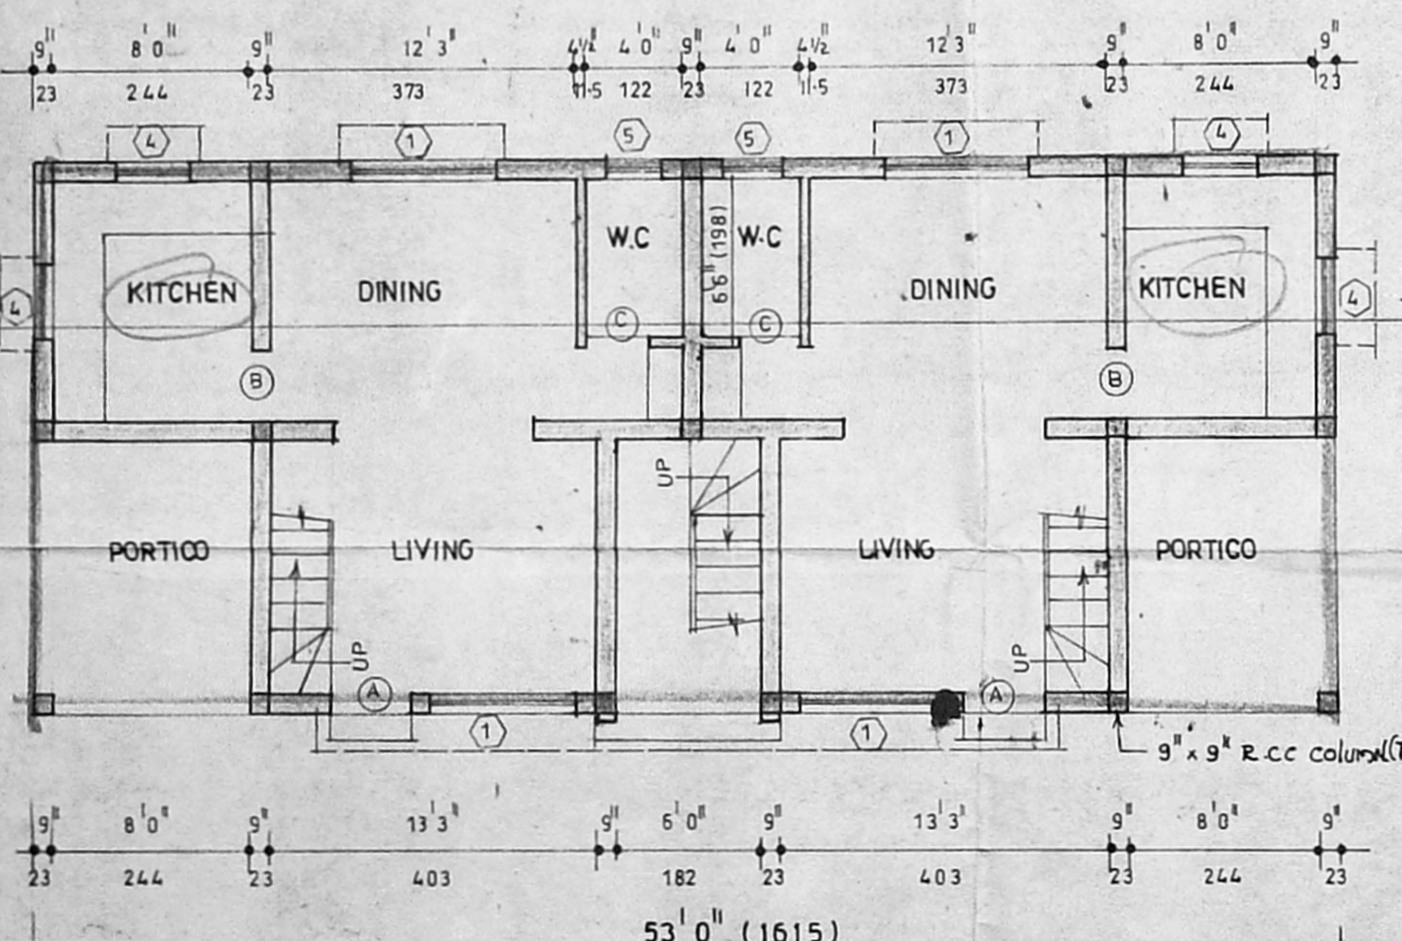 9" 8'0" 9" 12'3" 4½" 4'0" 9" 4'0" 4½" 12'3" 9" 8'0" 9"
23 244 23 373 11·5 122 23 122 11·5 373 23 244 23
4 1 5 5 1 4
W.C 6'6" (198) W.C
4 KITCHEN DINING DINING KITCHEN 4
C C
B B
UP
PORTICO LIVING LIVING PORTICO
UP UP
A A
1 1
9" x 9" R.C.C COLUMN
9" 8'0" 9" 13'3" 9" 6'0" 9" 13'3" 9" 8'0" 9"
23 244 23 403 182 23 403 23 244 23
53'0" (1615)